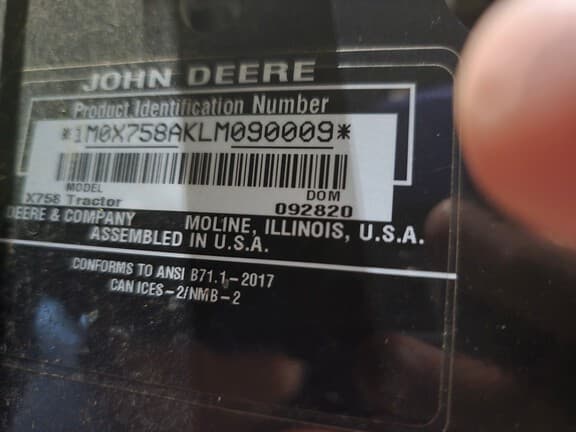 JOHN DEERE
Product Identification Number
*1M0X758AKLM090009*
MODEL DOM
X758 Tractor 092820
DEERE & COMPANY MOLINE, ILLINOIS, U.S.A.
ASSEMBLED IN U.S.A.
CONFORMS TO ANSI B71.1-2017
CAN ICES-2/NMB-2